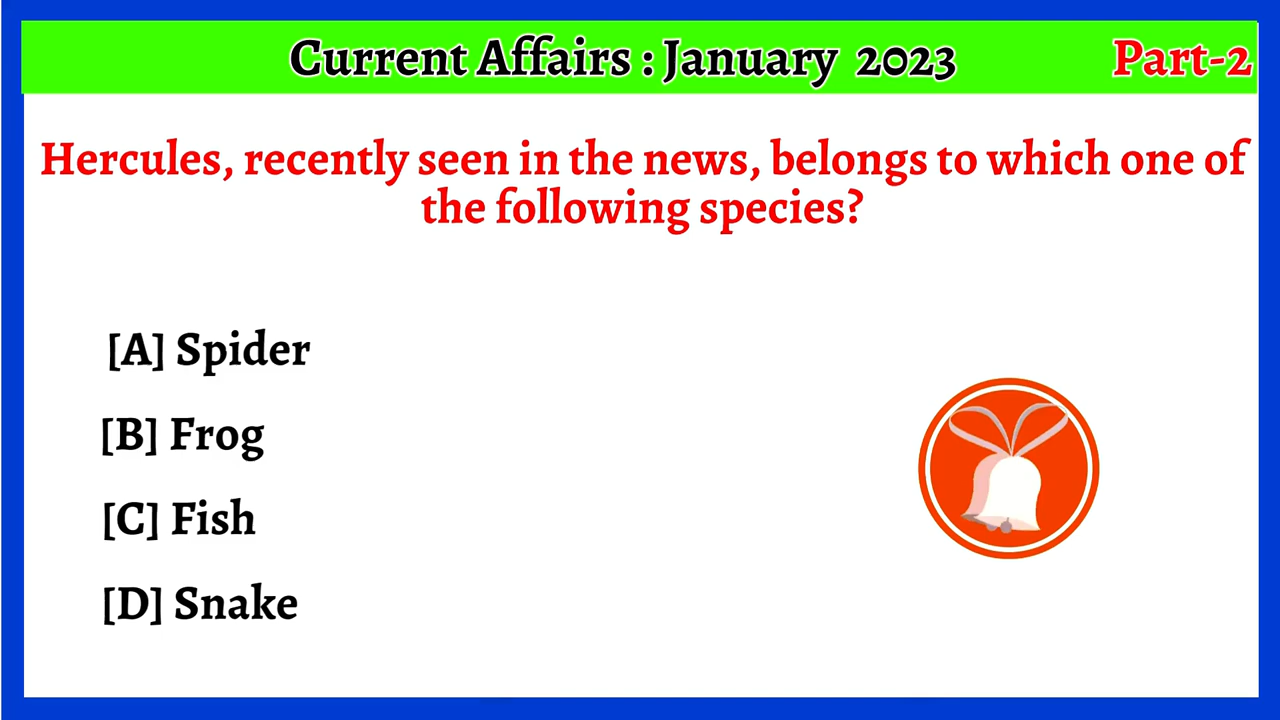 Current Affairs : January 2023 Part-2
Hercules, recently seen in the news, belongs to which one of
the following species?
[A] Spider
[B] Frog
[C] Fish
[D] Snake